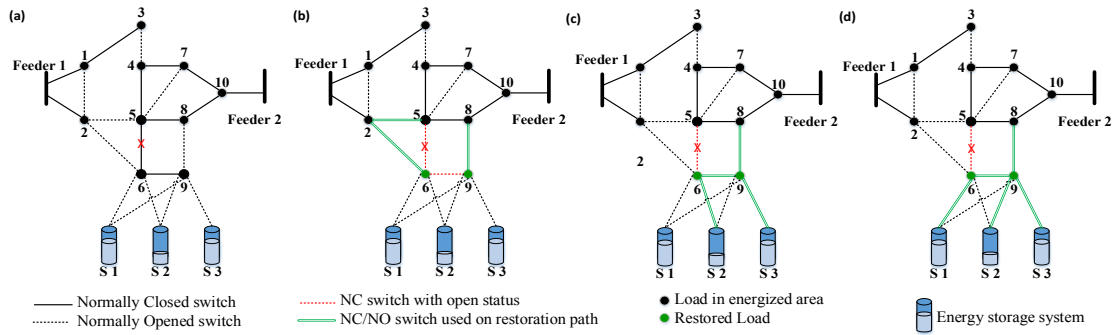 (a)
3
1
7
Feeder 1
4
10
5
8
2
Feeder 2
X
6
9
S 1
S 2
S 3
(b)
3
1
7
Feeder 1
4
10
5
8
2
Feeder 2
X
6
9
S 1
S 2
S 3
(c)
3
1
7
Feeder 1
4
10
5
8
Feeder 2
2
X
6
9
S 1
S 2
S 3
(d)
3
1
7
Feeder 1
4
10
5
8
2
Feeder 2
X
6
9
S 1
S 2
S 3
Normally Closed switch
Normally Opened switch
NC switch with open status
NC/NO switch used on restoration path
Load in energized area
Restored Load
Energy storage system